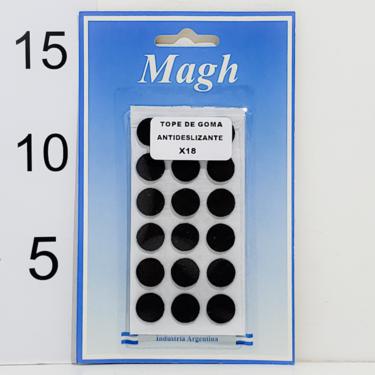 15
10
5
Magh
TOPE DE GOMA
ANTIDESLIZANTE
X18
Industria Argentina